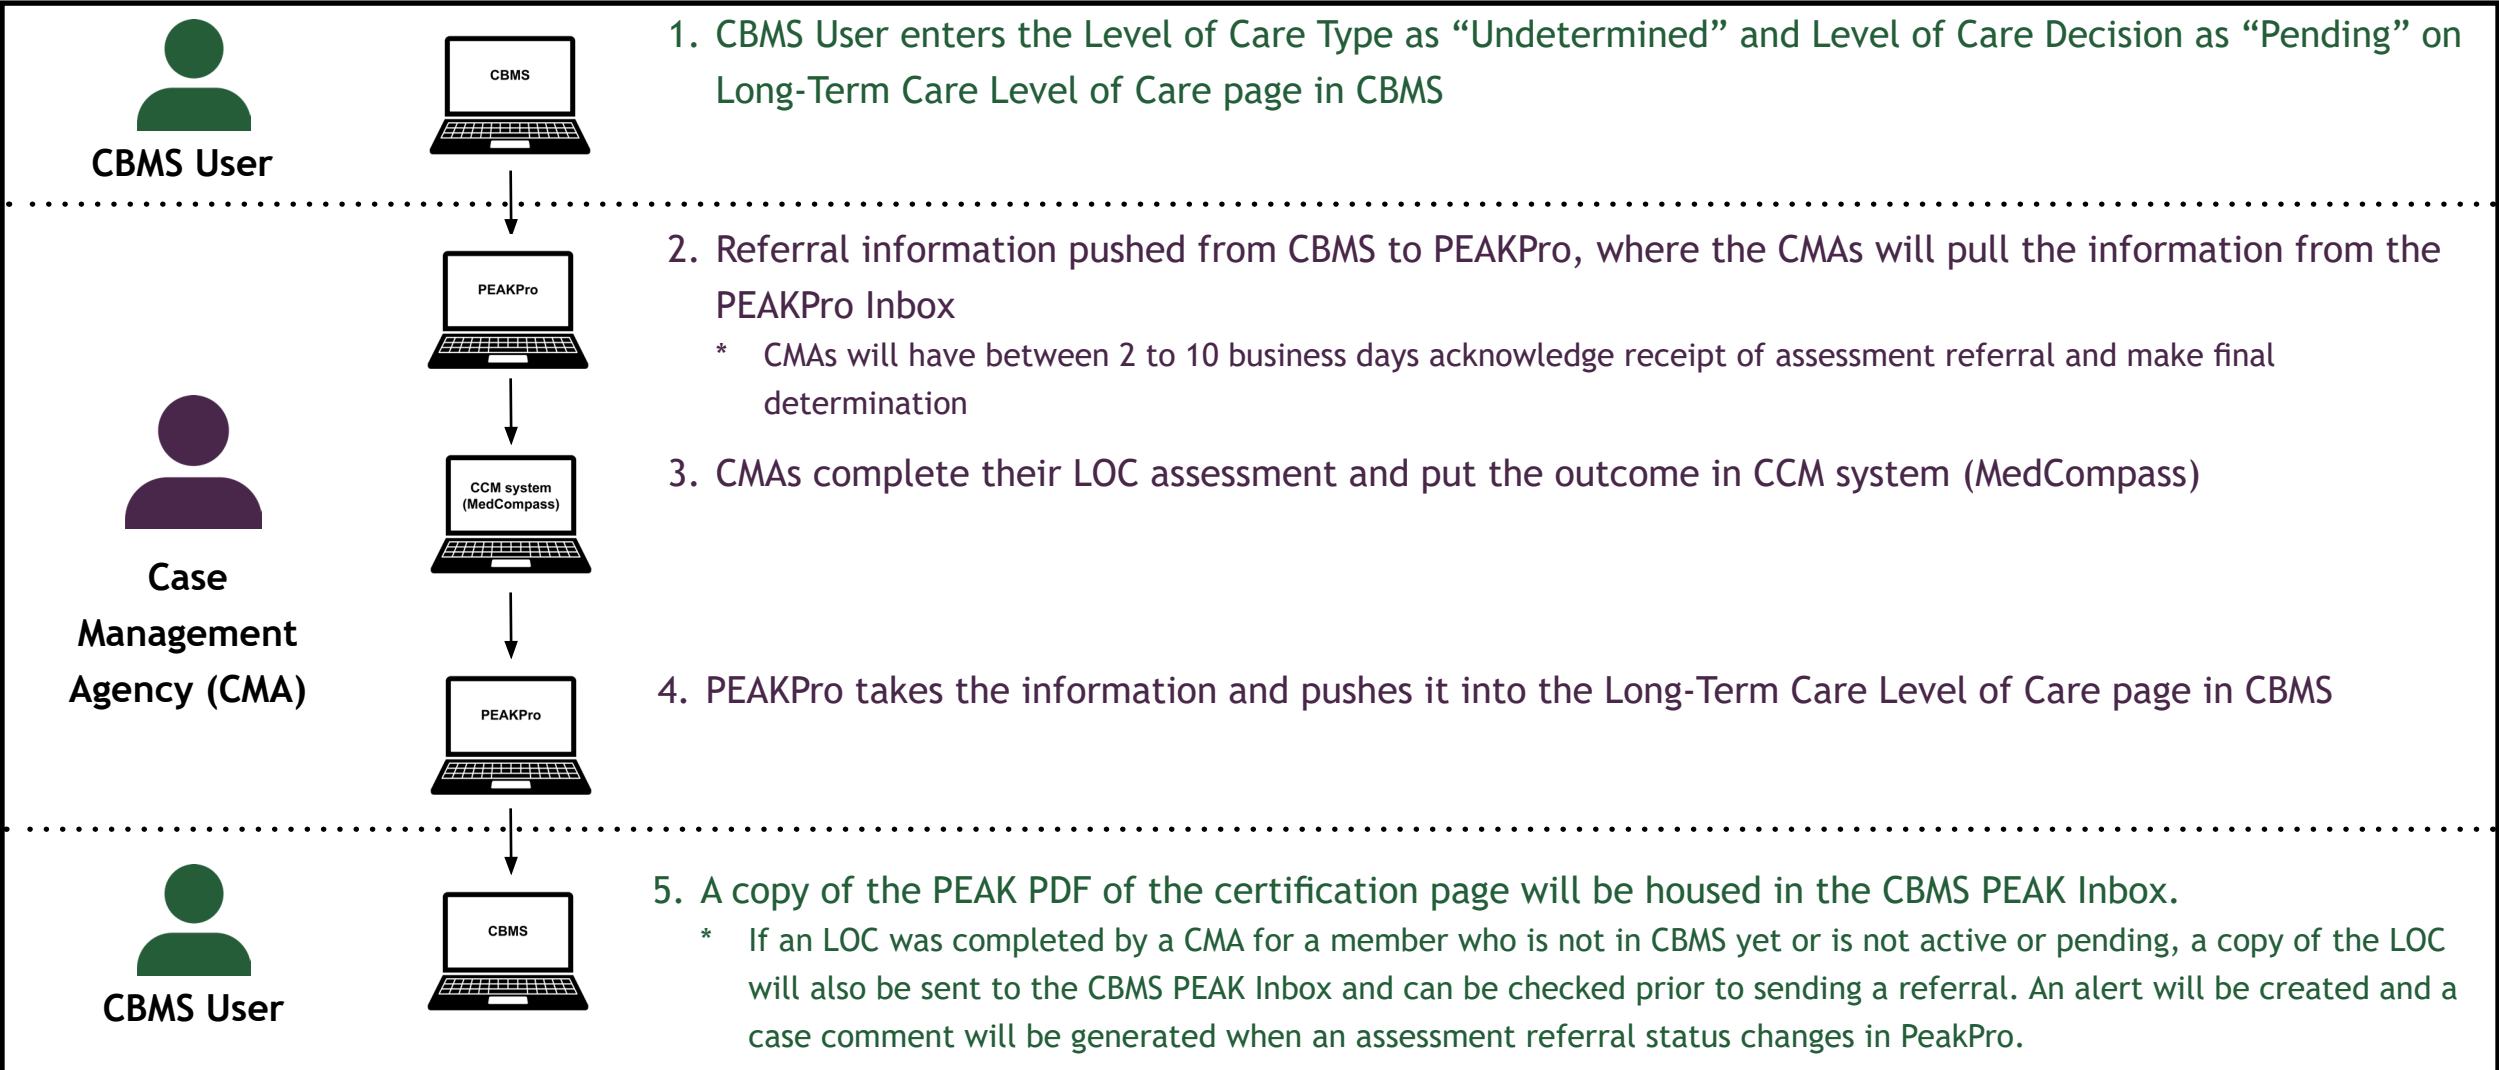 CBMS
CBMS User
1. CBMS User enters the Level of Care Type as “Undetermined” and Level of Care Decision as “Pending” on
Long-Term Care Level of Care page in CBMS
PEAKPro
2. Referral information pushed from CBMS to PEAKPro, where the CMAs will pull the information from the
PEAKPro Inbox
* CMAs will have between 2 to 10 business days acknowledge receipt of assessment referral and make final
determination
CCM system
(MedCompass)
3. CMAs complete their LOC assessment and put the outcome in CCM system (MedCompass)
Case
Management
Agency (CMA)
PEAKPro
4. PEAKPro takes the information and pushes it into the Long-Term Care Level of Care page in CBMS
CBMS
CBMS User
5. A copy of the PEAK PDF of the certification page will be housed in the CBMS PEAK Inbox.
* If an LOC was completed by a CMA for a member who is not in CBMS yet or is not active or pending, a copy of the LOC
will also be sent to the CBMS PEAK Inbox and can be checked prior to sending a referral. An alert will be created and a
case comment will be generated when an assessment referral status changes in PeakPro.